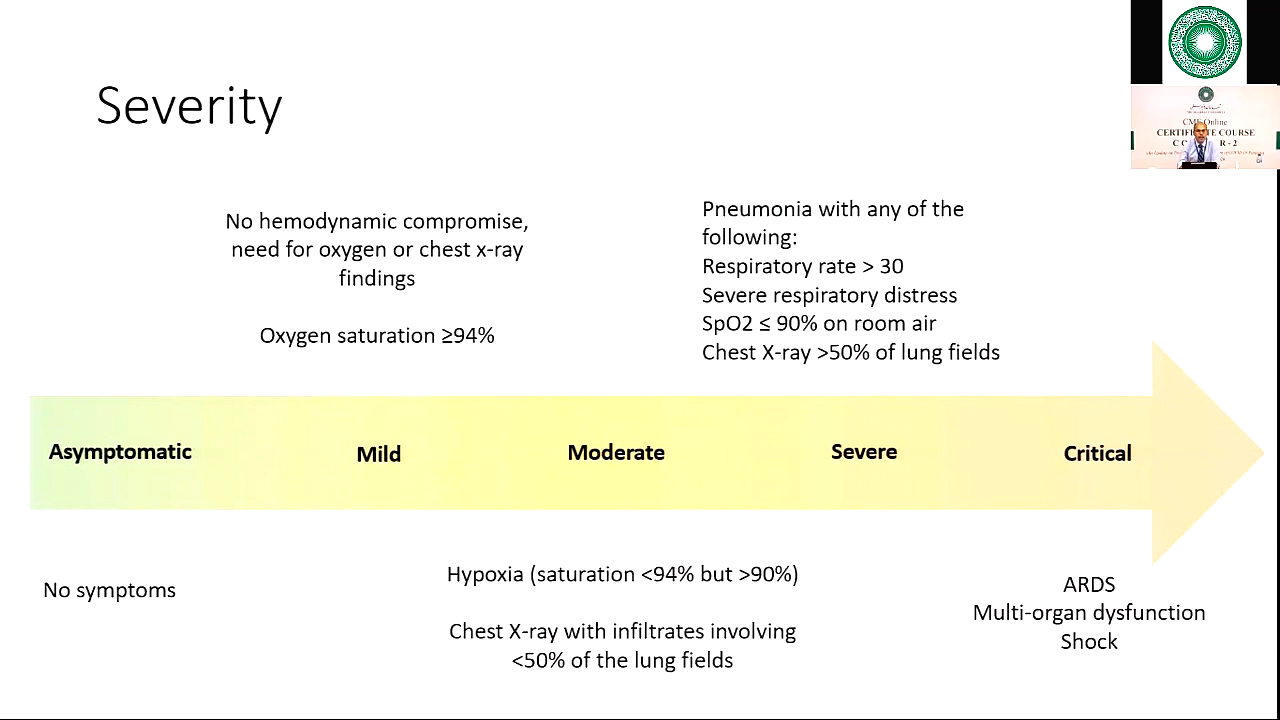 Severity
No hemodynamic compromise,
need for oxygen or chest x-ray
findings
Oxygen saturation ≥94%
Pneumonia with any of the
following:
Respiratory rate > 30
Severe respiratory distress
SpO2 ≤ 90% on room air
Chest X-ray >50% of lung fields
Asymptomatic
Mild
Moderate
Severe
Critical
No symptoms
Hypoxia (saturation <94% but >90%)
Chest X-ray with infiltrates involving
<50% of the lung fields
ARDS
Multi-organ dysfunction
Shock
Online
COURSE